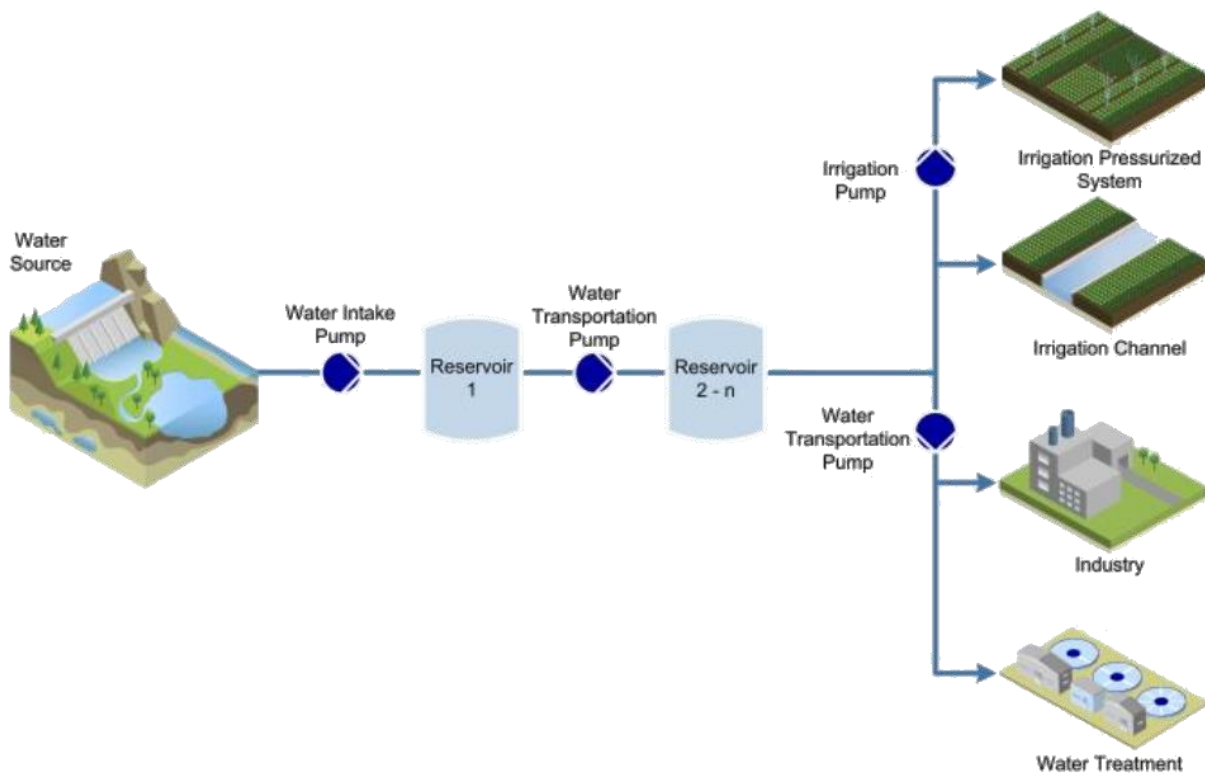 Water
Source
Water Intake
Pump
Reservoir
1
Water
Transportation
Pump
Reservoir
2 - n
Irrigation
Pump
Water
Transportation
Pump
Irrigation Pressurized
System
Irrigation Channel
Industry
Water Treatment